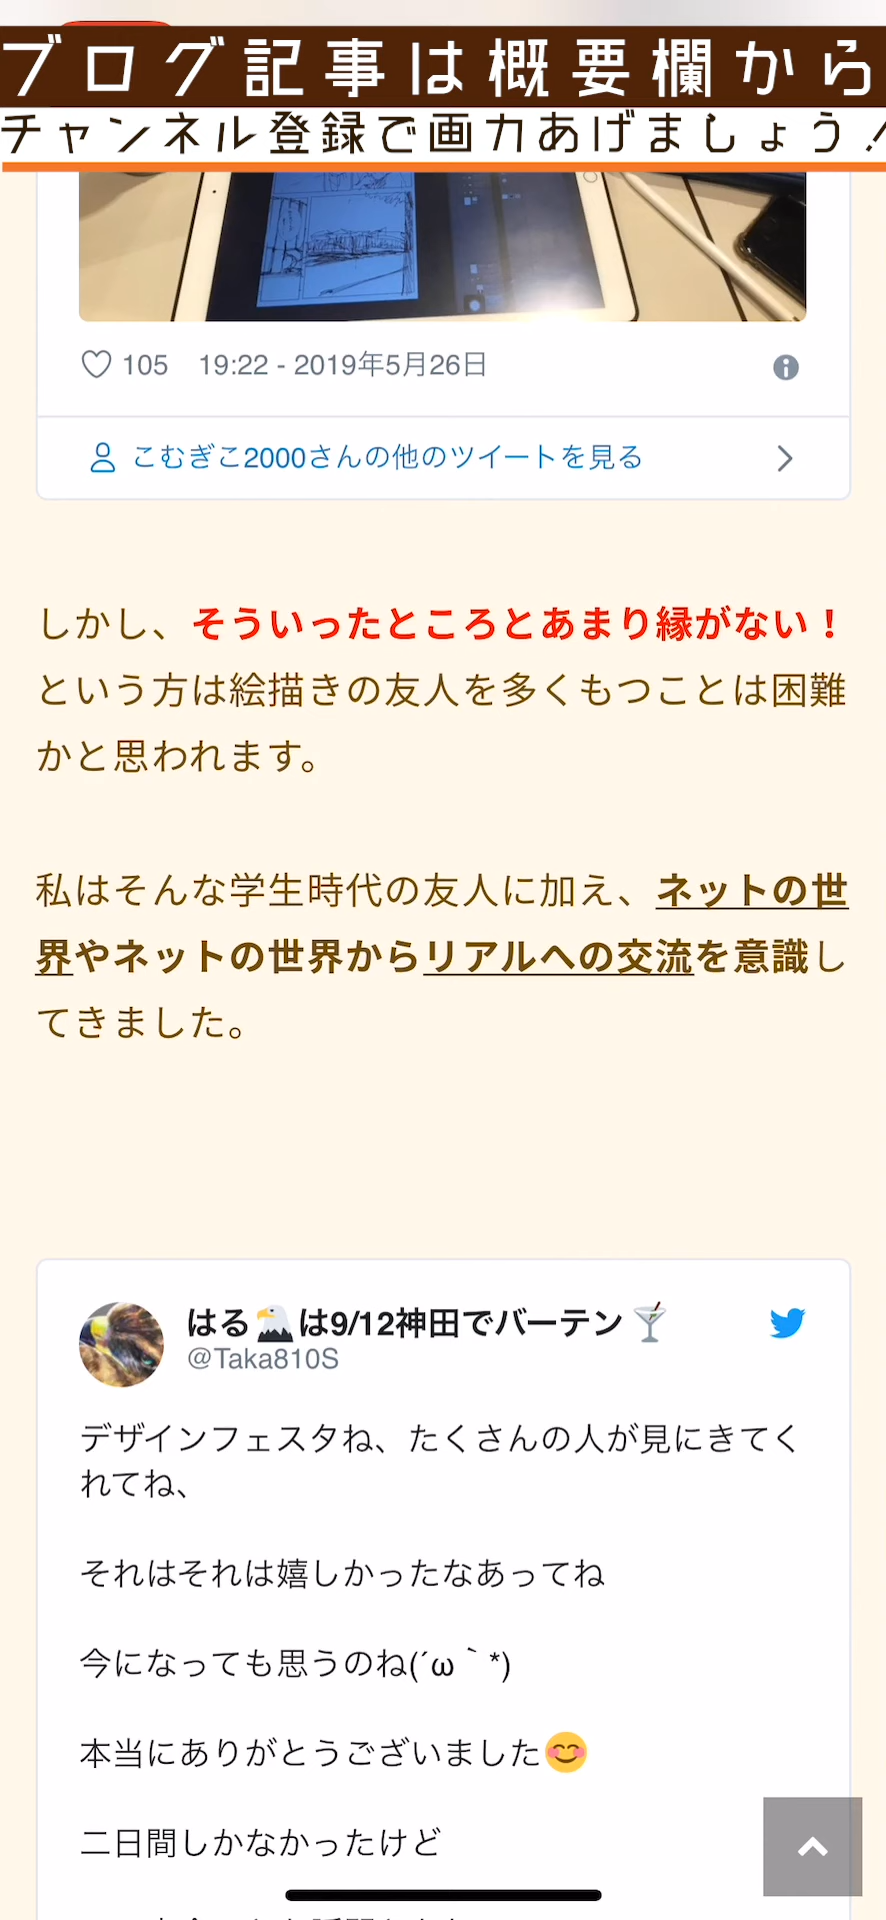 ブログ記事は概要欄から
チャンネル登録で画力あげましょう！
105 19:22 - 2019年5月26日
こむぎこ2000さんの他のツイートを見る
しかし、そういったところとあまり縁がない！
という方は絵描きの友人を多くもつことは困難
かと思われます。
私はそんな学生時代の友人に加え、ネットの世
界やネットの世界からリアルへの交流を意識し
てきました。
はる🦅は9/12神田でバーテン🍸
@Taka810S
デザインフェスタね、たくさんの人が見にきてく
れてね、
それはそれは嬉しかったなあってね
今になっても思うのね(´ω｀*)
本当にありがとうございました😊
二日間しかなかったけど